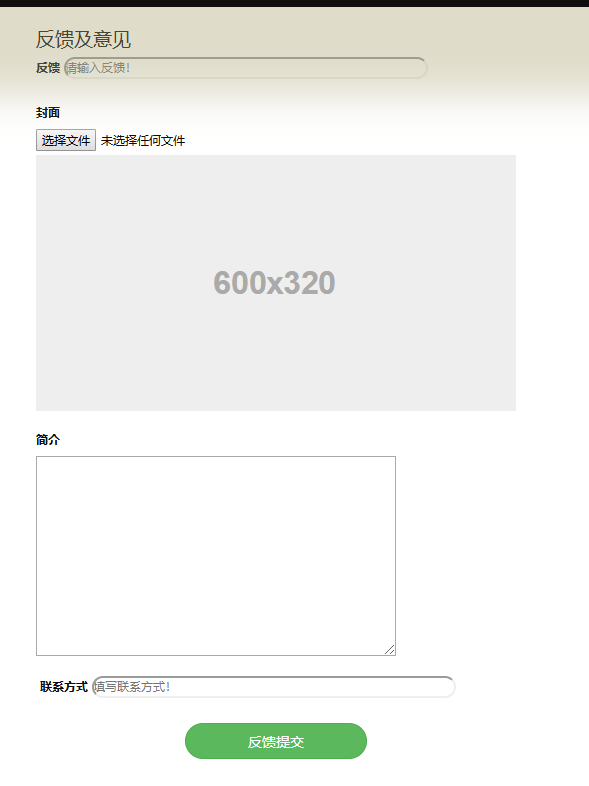 反馈及意见
反馈 请输入反馈!
封面
选择文件 未选择任何文件
600x320
简介
联系方式 填写联系方式!
反馈提交